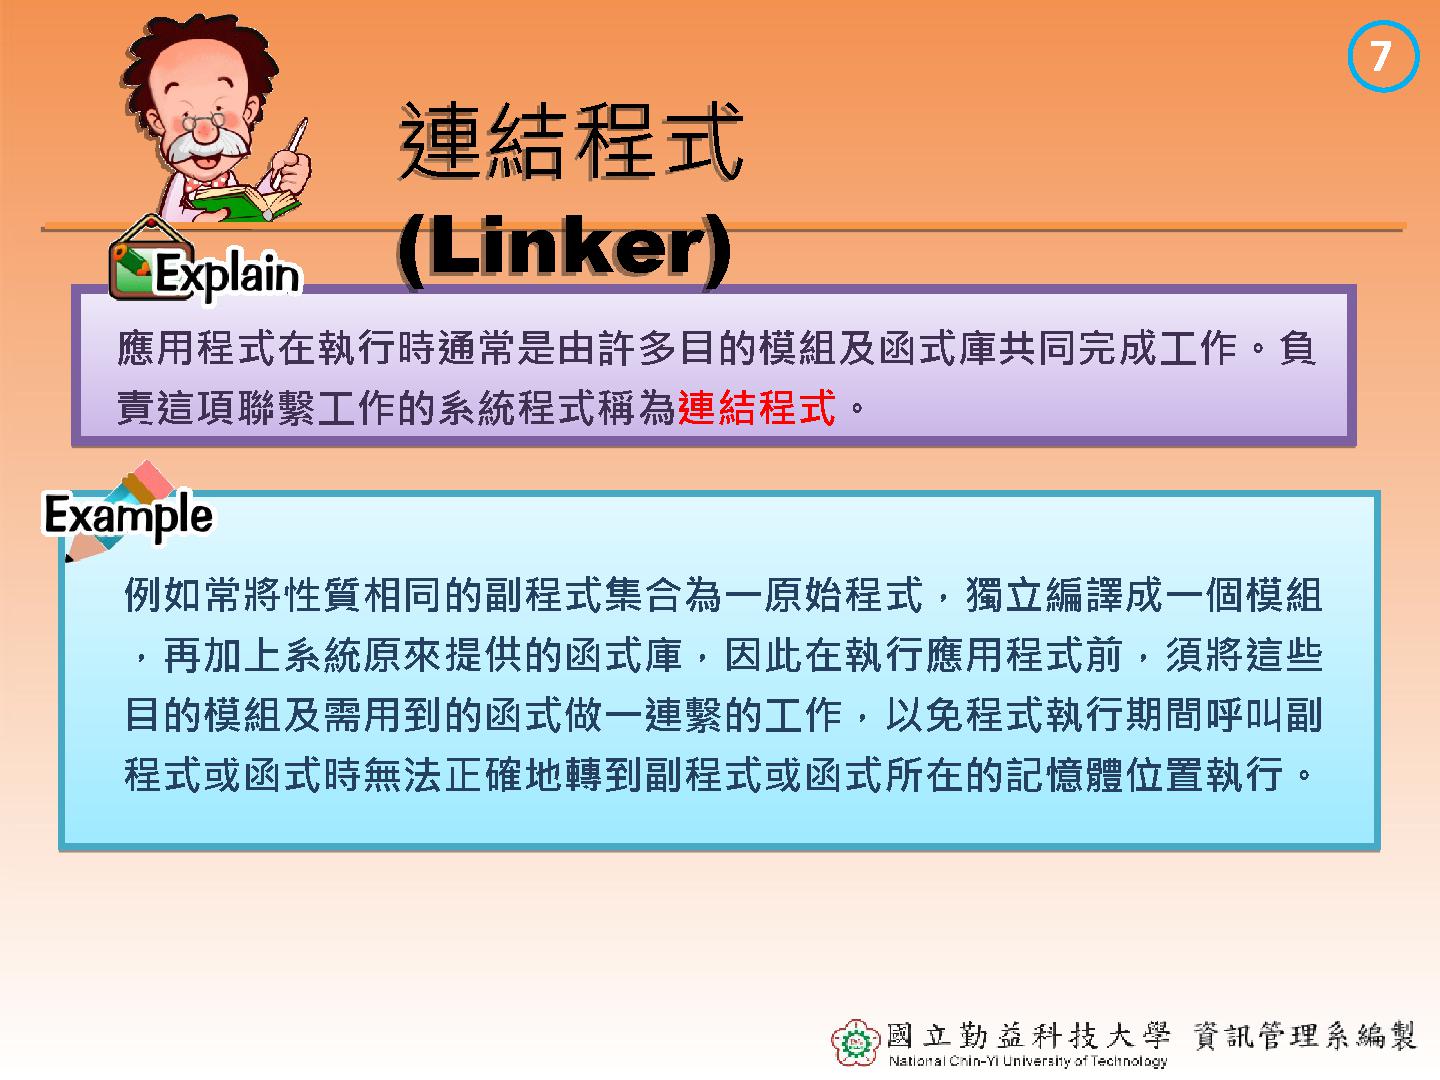 7
連結程式
(Linker)
Explain
應用程式在執行時通常是由許多目的模組及函式庫共同完成工作。負
責這項聯繫工作的系統程式稱為連結程式。
Example
例如常將性質相同的副程式集合為一原始程式，獨立編譯成一個模組
，再加上系統原來提供的函式庫，因此在執行應用程式前，須將這些
目的模組及需用到的函式做一連繫的工作，以免程式執行期間呼叫副
程式或函式時無法正確地轉到副程式或函式所在的記憶體位置執行。
國立勤益科技大學 資訊管理系編製
National Chin-Yi University of Technology